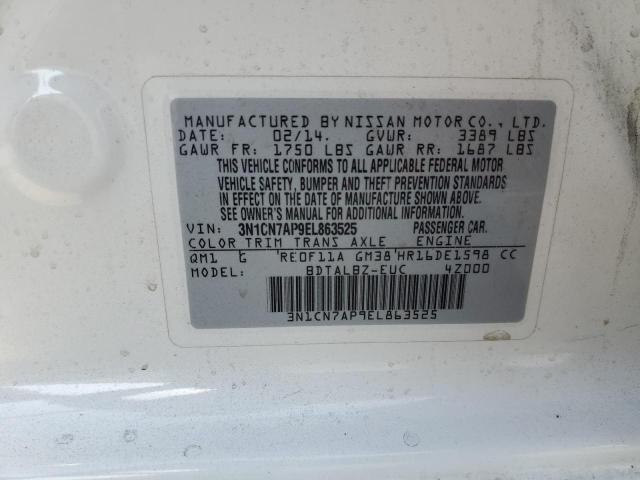 MANUFACTURED BY NISSAN MOTOR CO., LTD.
DATE: 02/14. GVWR: 3389 LBS
GAWR FR: 1750 LBS GAWR RR: 1687 LBS
THIS VEHICLE CONFORMS TO ALL APPLICABLE FEDERAL MOTOR
VEHICLE SAFETY, BUMPER AND THEFT PREVENTION STANDARDS
IN EFFECT ON THE DATE OF MANUFACTURE SHOWN ABOVE.
SEE OWNER MANUAL FOR ADDITIONAL INFORMATION.
VIN: 3N1CN7AP9EL863525 PASSENGER CAR.
COLOR TRIM TRANS AXLE ENGINE
QM1 G RE0F11A GM38 HR16DE1598 CC
BDTALBZ-EUC 4Z000
3N1CN7AP9EL863525